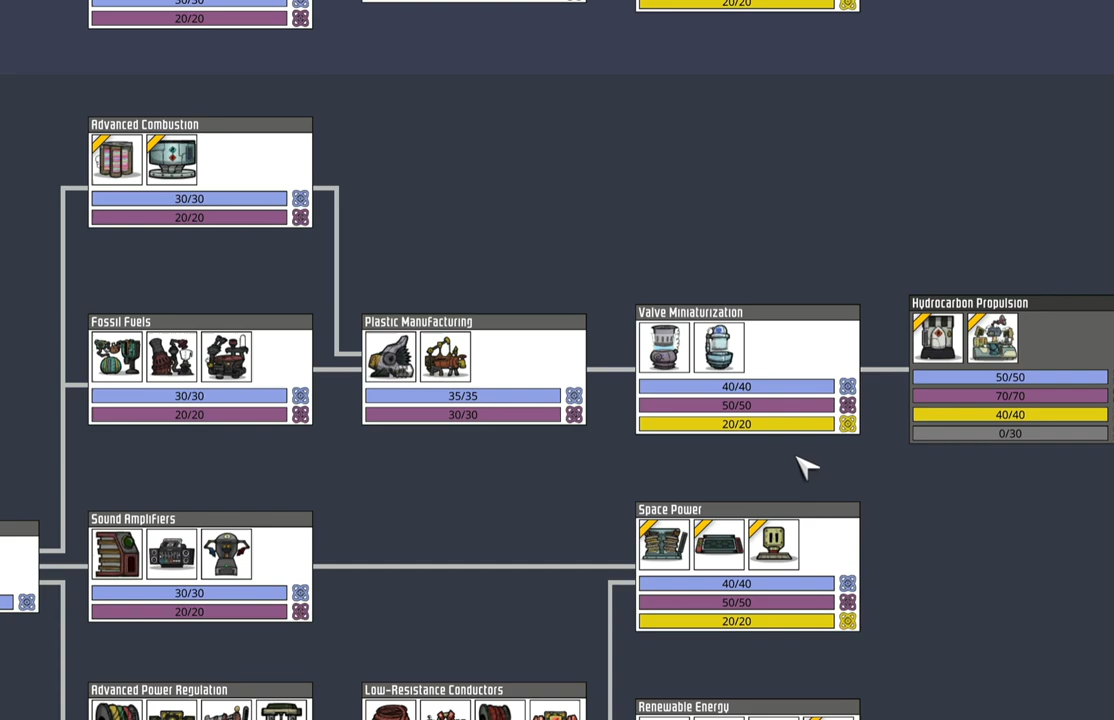 30/30
20/20
20/20
Advanced Combustion
30/30
20/20
Fossil Fuels
30/30
20/20
Plastic Manufacturing
35/35
30/30
Valve Miniaturization
40/40
50/50
20/20
Hydrocarbon Propulsion
50/50
70/70
40/40
0/30
Sound Amplifiers
30/30
20/20
Space Power
40/40
50/50
20/20
Advanced Power Regulation
Low-Resistance Conductors
Renewable Energy